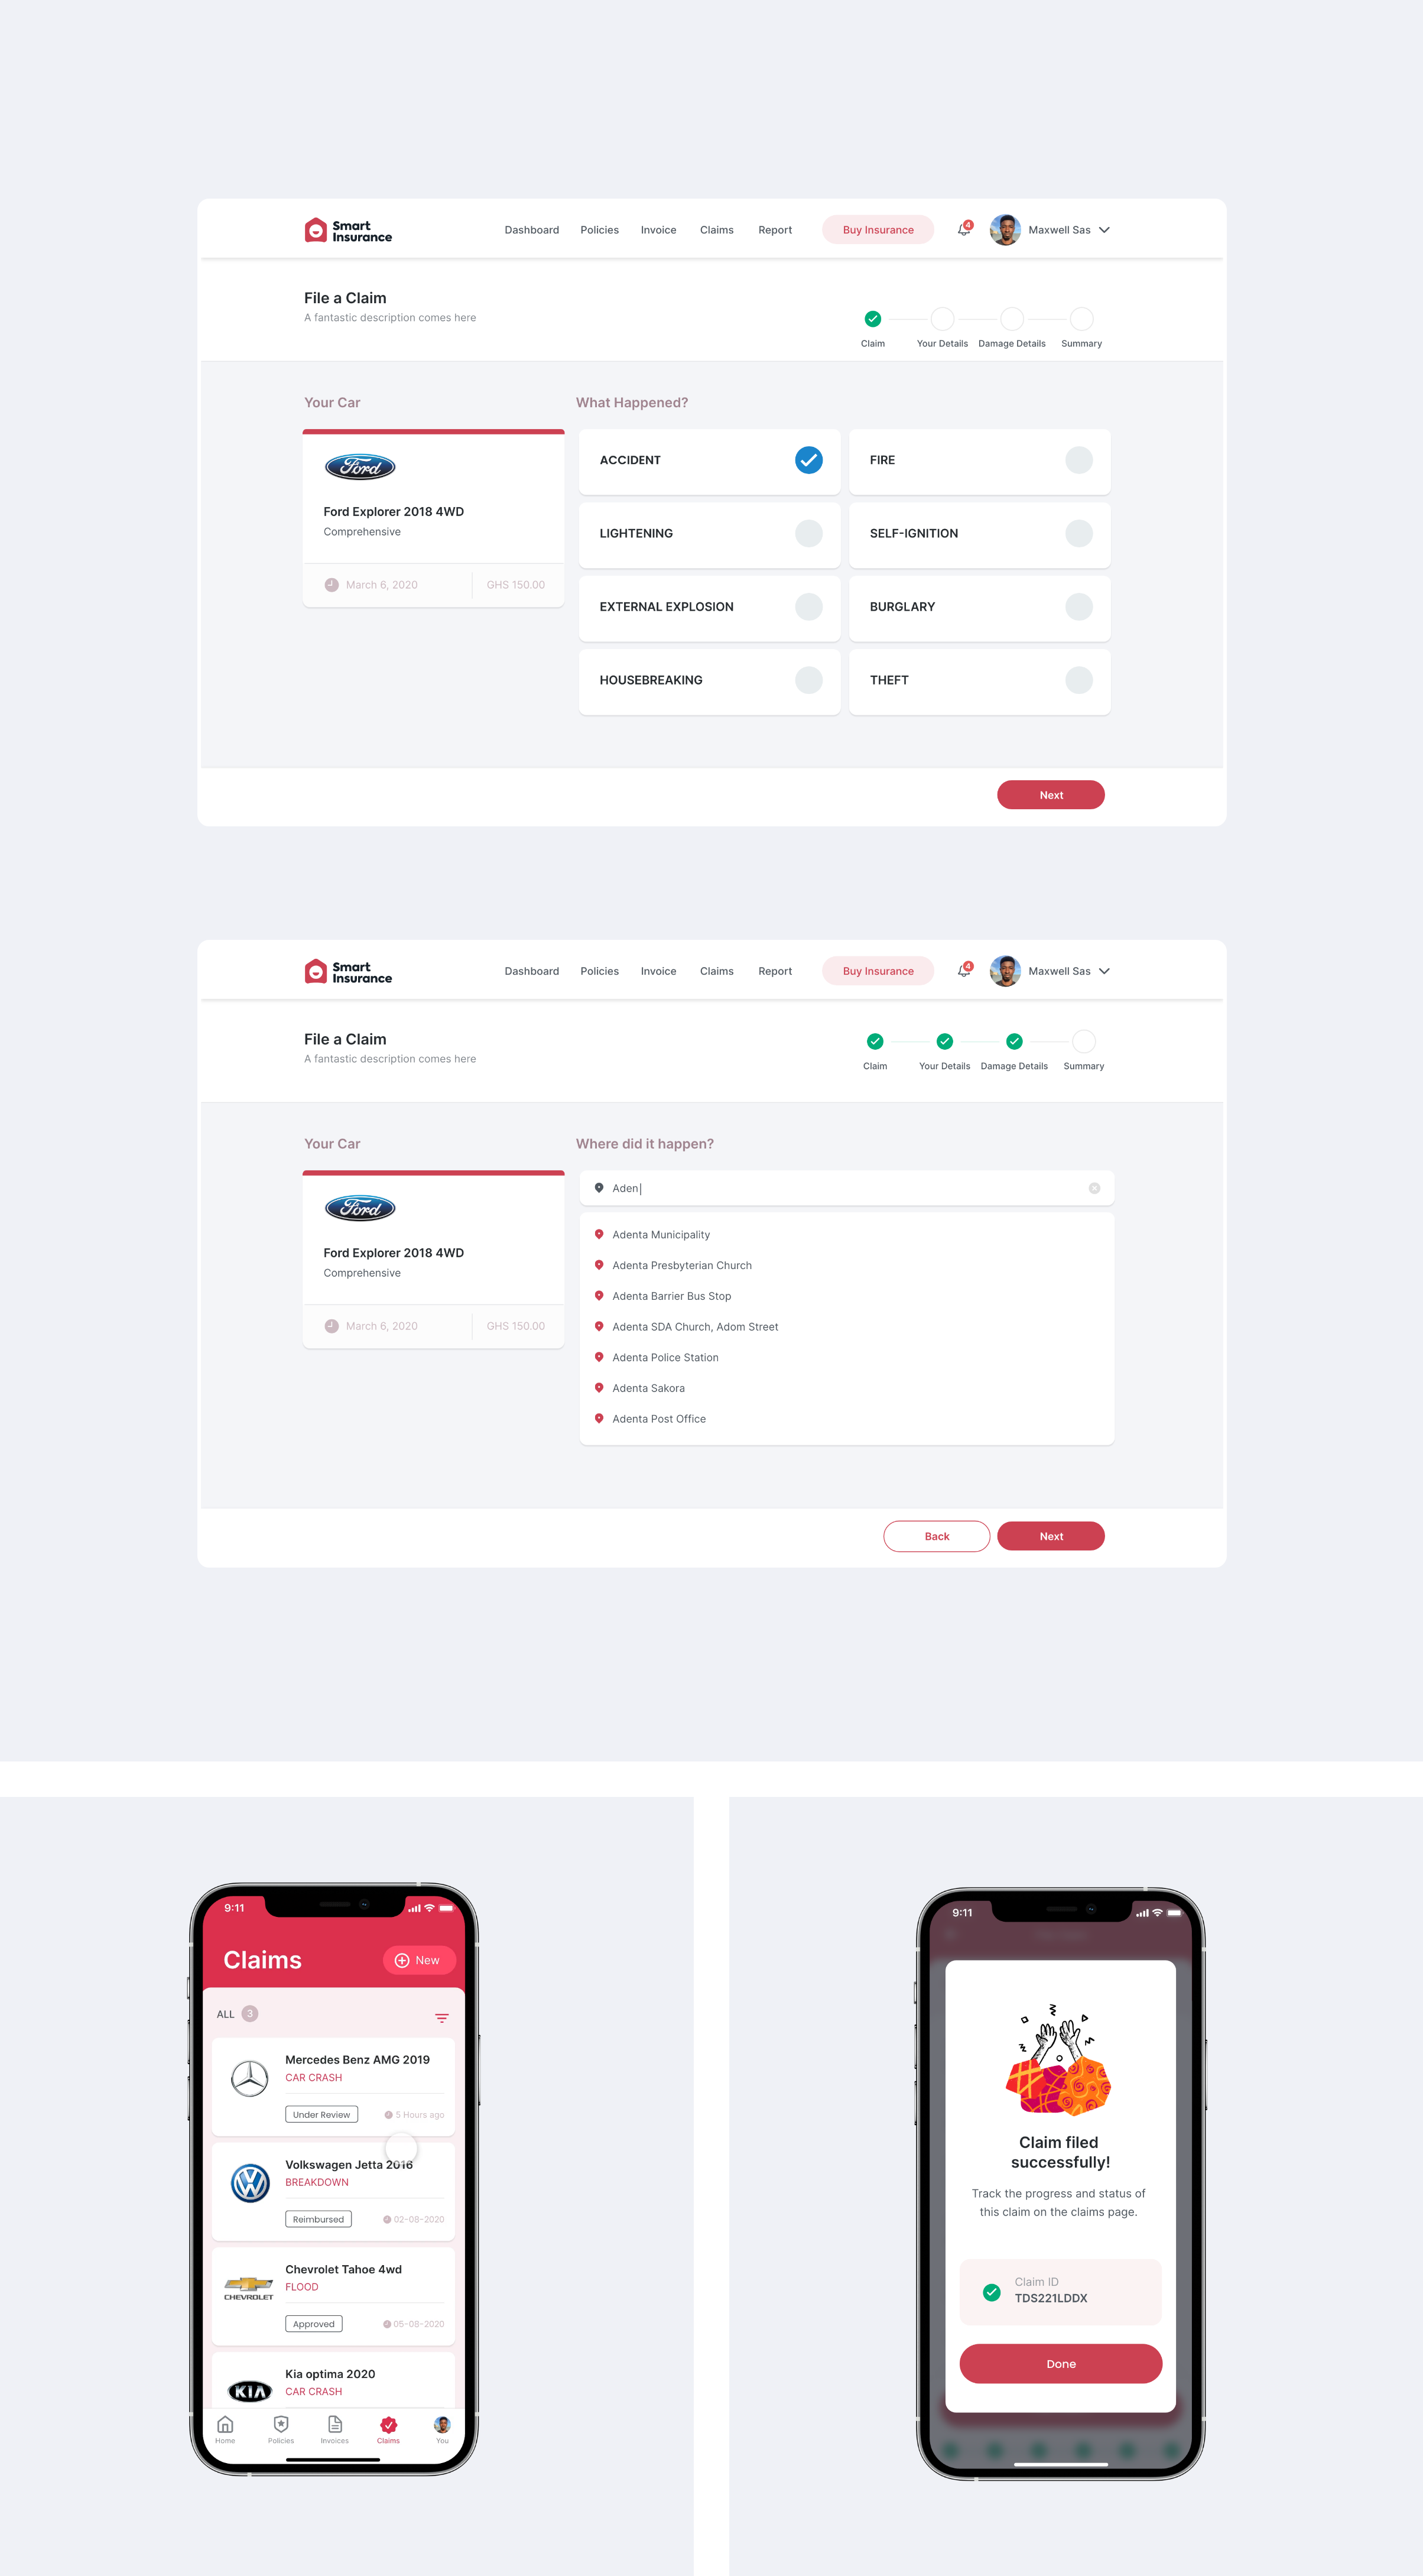 Smart
Insurance
Dashboard Policies Invoice Claims Report Buy Insurance 4 Maxwell Sas
File a Claim
A fantastic description comes here
Claim Your Details Damage Details Summary
Your Car What Happened?
Ford
Ford Explorer 2018 4WD
Comprehensive
March 6, 2020 GHS 150.00
ACCIDENT FIRE
LIGHTENING SELF-IGNITION
EXTERNAL EXPLOSION BURGLARY
HOUSEBREAKING THEFT
Next
Smart
Insurance
Dashboard Policies Invoice Claims Report Buy Insurance 4 Maxwell Sas
File a Claim
A fantastic description comes here
Claim Your Details Damage Details Summary
Your Car Where did it happen?
Ford
Ford Explorer 2018 4WD
Comprehensive
March 6, 2020 GHS 150.00
Aden
Adenta Municipality
Adenta Presbyterian Church
Adenta Barrier Bus Stop
Adenta SDA Church, Adom Street
Adenta Police Station
Adenta Sakora
Adenta Post Office
Back Next
9:11
Claims New
ALL 3
Mercedes Benz AMG 2019
CAR CRASH
Under Review 5 Hours ago
Volkswagen Jetta 2016
BREAKDOWN
Reimbursed 02-08-2020
CHEVROLET
Chevrolet Tahoe 4wd
FLOOD
Approved 05-08-2020
KIA
Kia optima 2020
CAR CRASH
Home Policies Invoices Claims You
9:11
Claim filed
successfully!
Track the progress and status of
this claim on the claims page.
Claim ID
TDS221LDDX
Done